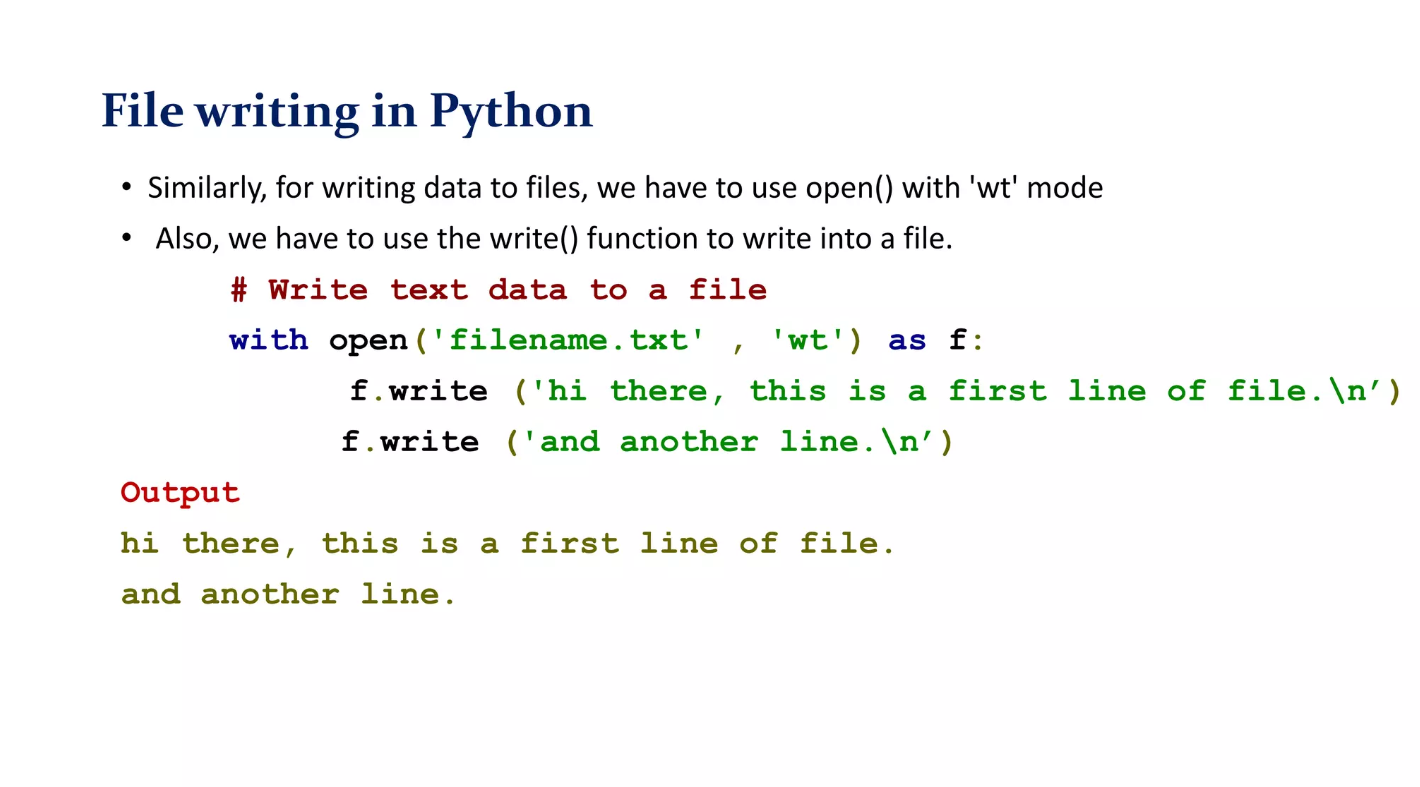 File writing in Python
• Similarly, for writing data to files, we have to use open() with 'wt' mode
• Also, we have to use the write() function to write into a file.
# Write text data to a file
with open('filename.txt' , 'wt') as f:
f.write ('hi there, this is a first line of file.\n’)
f.write ('and another line.\n’)
Output
hi there, this is a first line of file.
and another line.